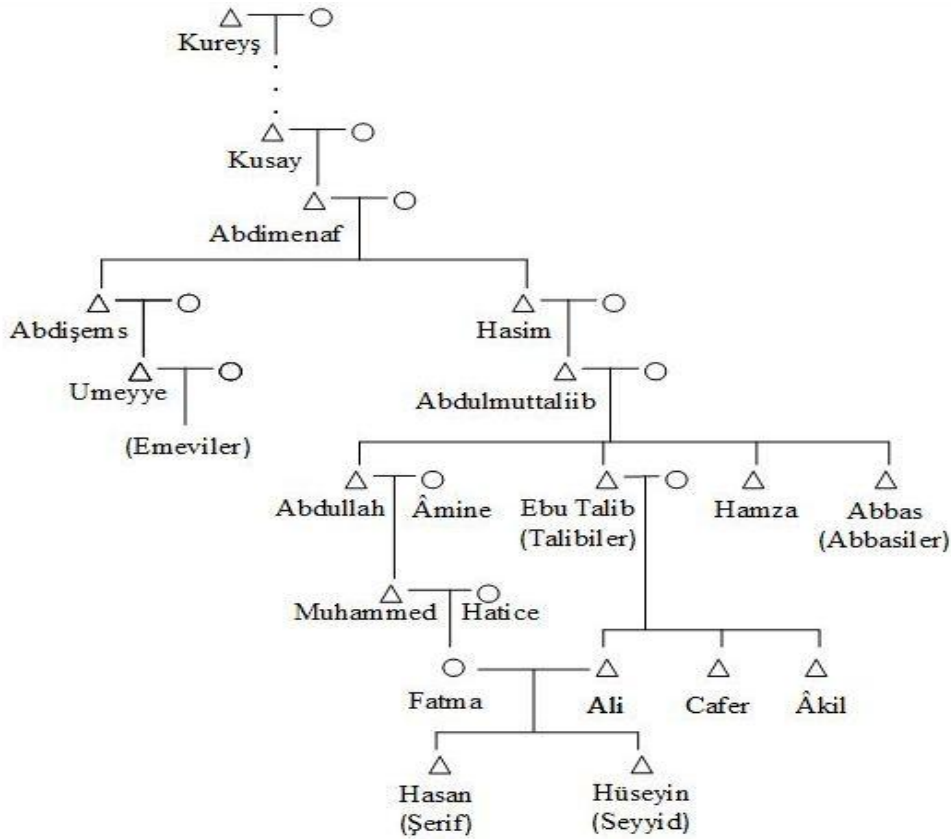 Kureyş
Kusay
Abdimenaf
Abdişems
Hasim
Umeyye
Abdulmuttaliib
(Emeviler)
Abdullah Âmine Ebu Talib Hamza Abbas
(Talibiler) (Abbasiler)
Muhammed Hatice
Fatma Ali Cafer Âkil
Hasan Hüseyin
(Şerif) (Seyyid)